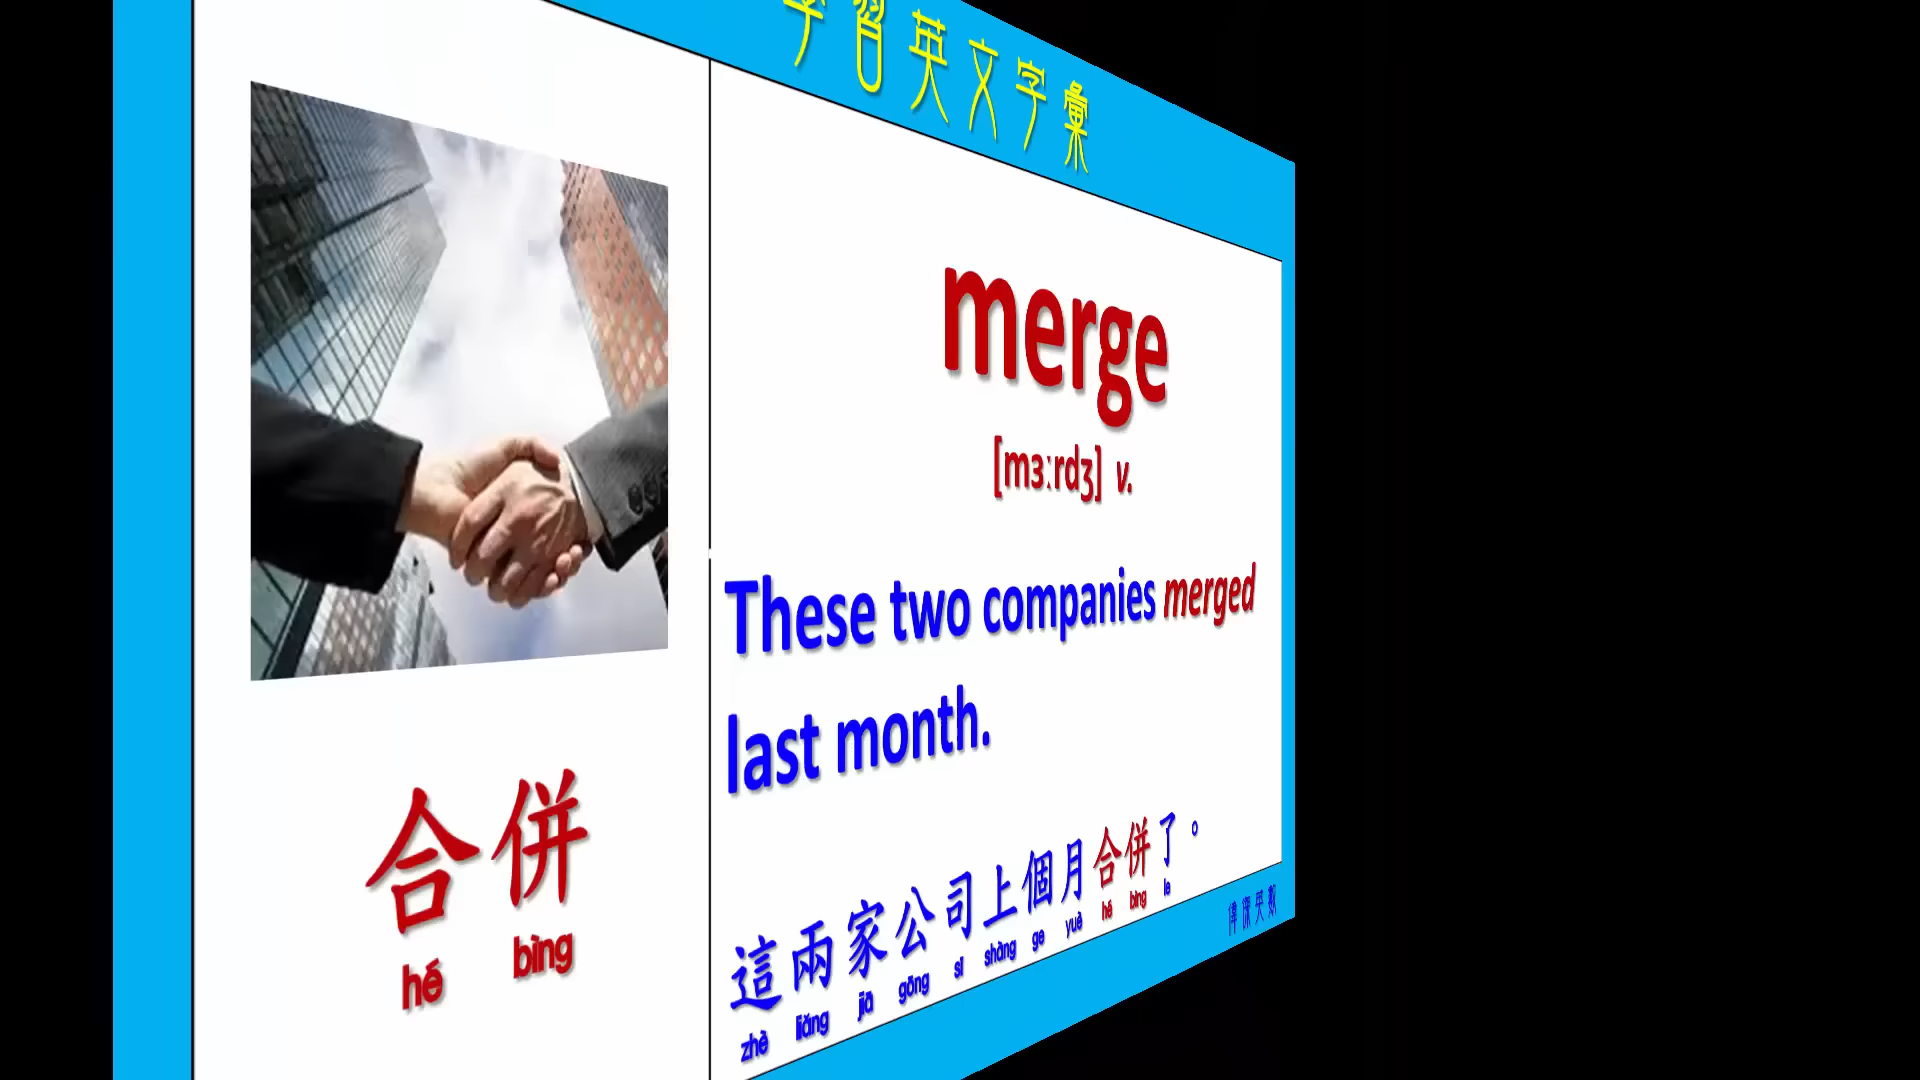 學習英文字彙
合併
hé bìng
merge
[mɜːrdʒ] v.
These two companies merged
last month.
這兩家公司上個月合併了。
zhè liǎng jiā gōng sī shàng ge yuè hé bìng le